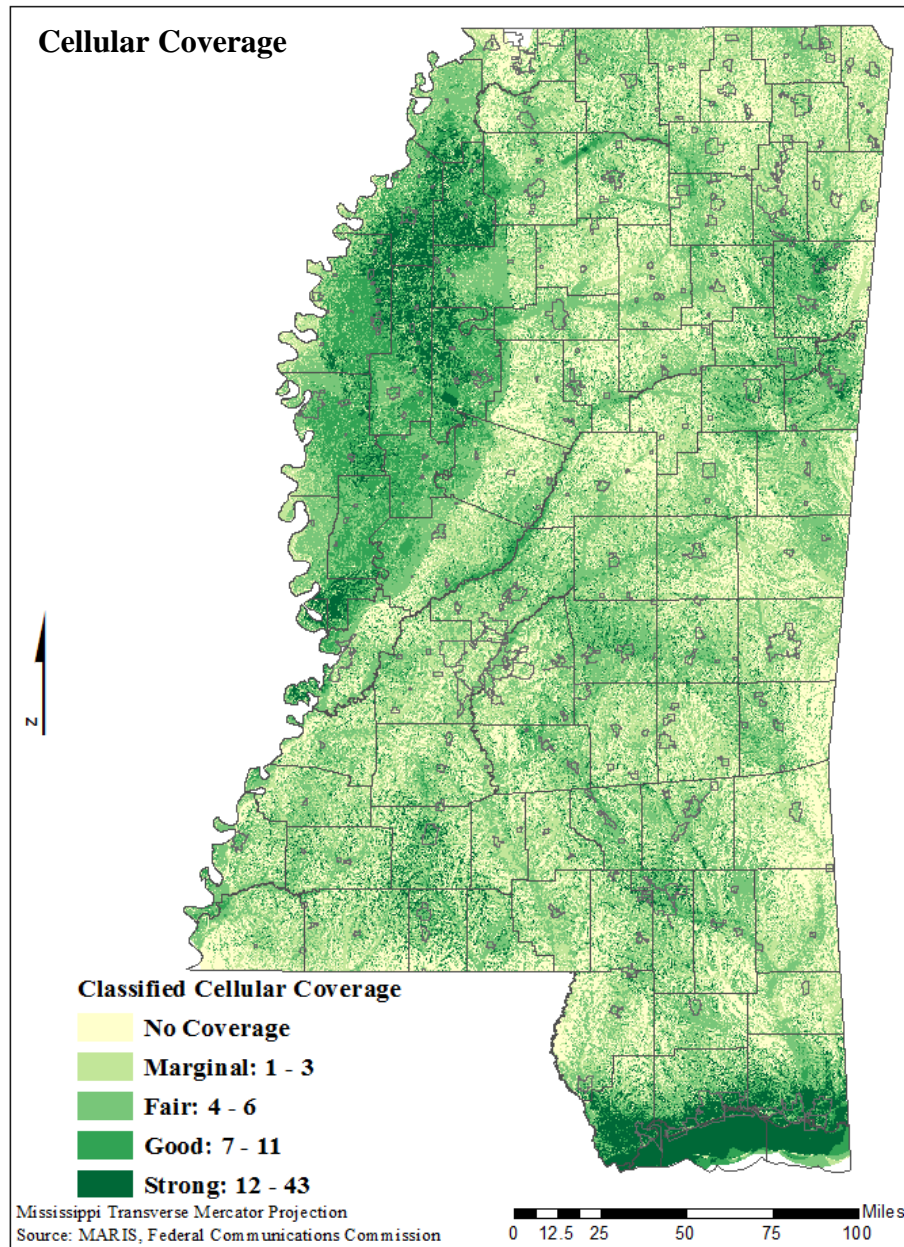 Cellular Coverage
N
Classified Cellular Coverage
No Coverage
Marginal: 1 - 3
Fair: 4 - 6
Good: 7 - 11
Strong: 12 - 43
Mississippi Transverse Mercator Projection
Source: MARIS, Federal Communications Commission
Miles
0 12.5 25 50 75 100